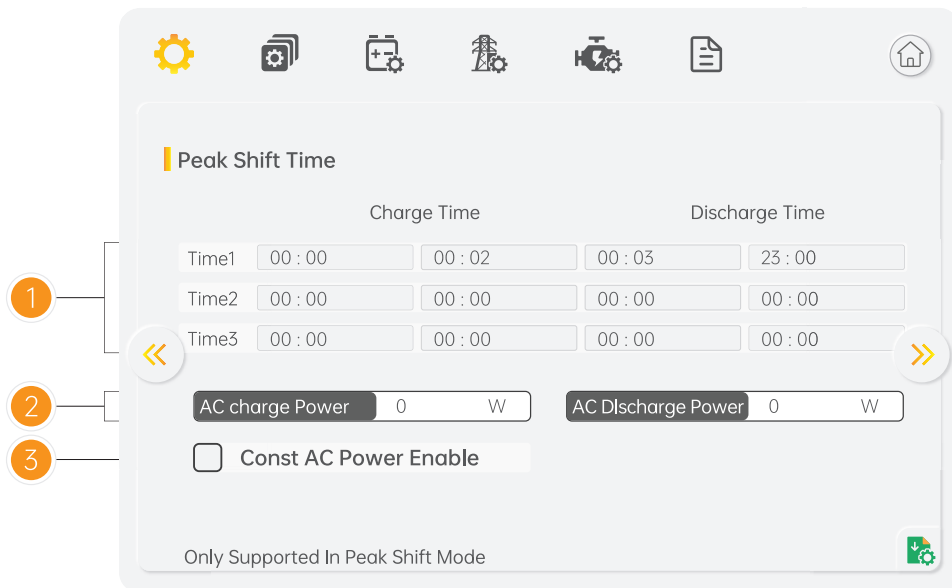 Peak Shift Time
Charge Time Discharge Time
Time1 00 : 00 00 : 02 00 : 03 23 : 00
1
Time2 00 : 00 00 : 00 00 : 00 00 : 00
Time3 00 : 00 00 : 00 00 : 00 00 : 00
2 AC charge Power 0 W AC DIscharge Power 0 W
3 Const AC Power Enable
Only Supported In Peak Shift Mode